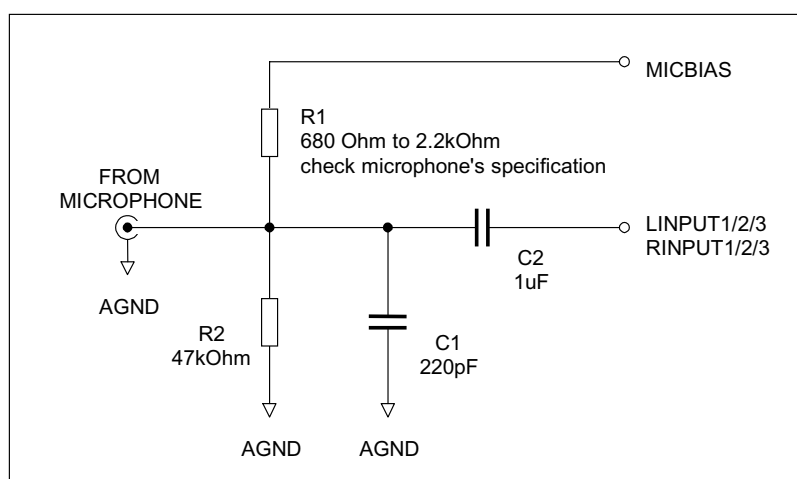 MICBIAS
R1
680 Ohm to 2.2kOhm
check microphone's specification
FROM
MICROPHONE
LINPUT1/2/3
RINPUT1/2/3
C2
1uF
AGND
R2
47kOhm
C1
220pF
AGND
AGND